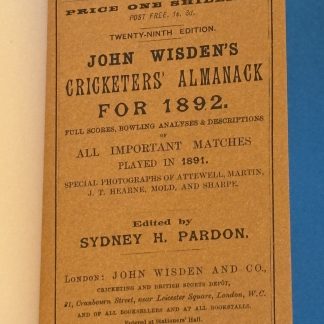 PRICE ONE SHILLING
POST FREE, 1s. 3d.
TWENTY-NINTH EDITION.
JOHN WISDEN'S
CRICKETERS' ALMANACK
FOR 1892.
FULL SCORES, BOWLING ANALYSES & DESCRIPTIONS
OF
ALL IMPORTANT MATCHES
PLAYED IN 1891.
SPECIAL PHOTOGRAPHS OF ATTEWELL, MARTIN,
J. T. HEARNE, MOLD, AND SHARPE.
Edited by
SYDNEY H. PARDON.
LONDON: JOHN WISDEN AND CO.,
CRICKETING AND BRITISH SPORTS DEPÔT,
21, Cranbourn Street, near Leicester Square, London, W.C.
AND OF ALL BOOKSELLERS AND AT ALL BOOKSTALLS.
Entered at Stationers' Hall.